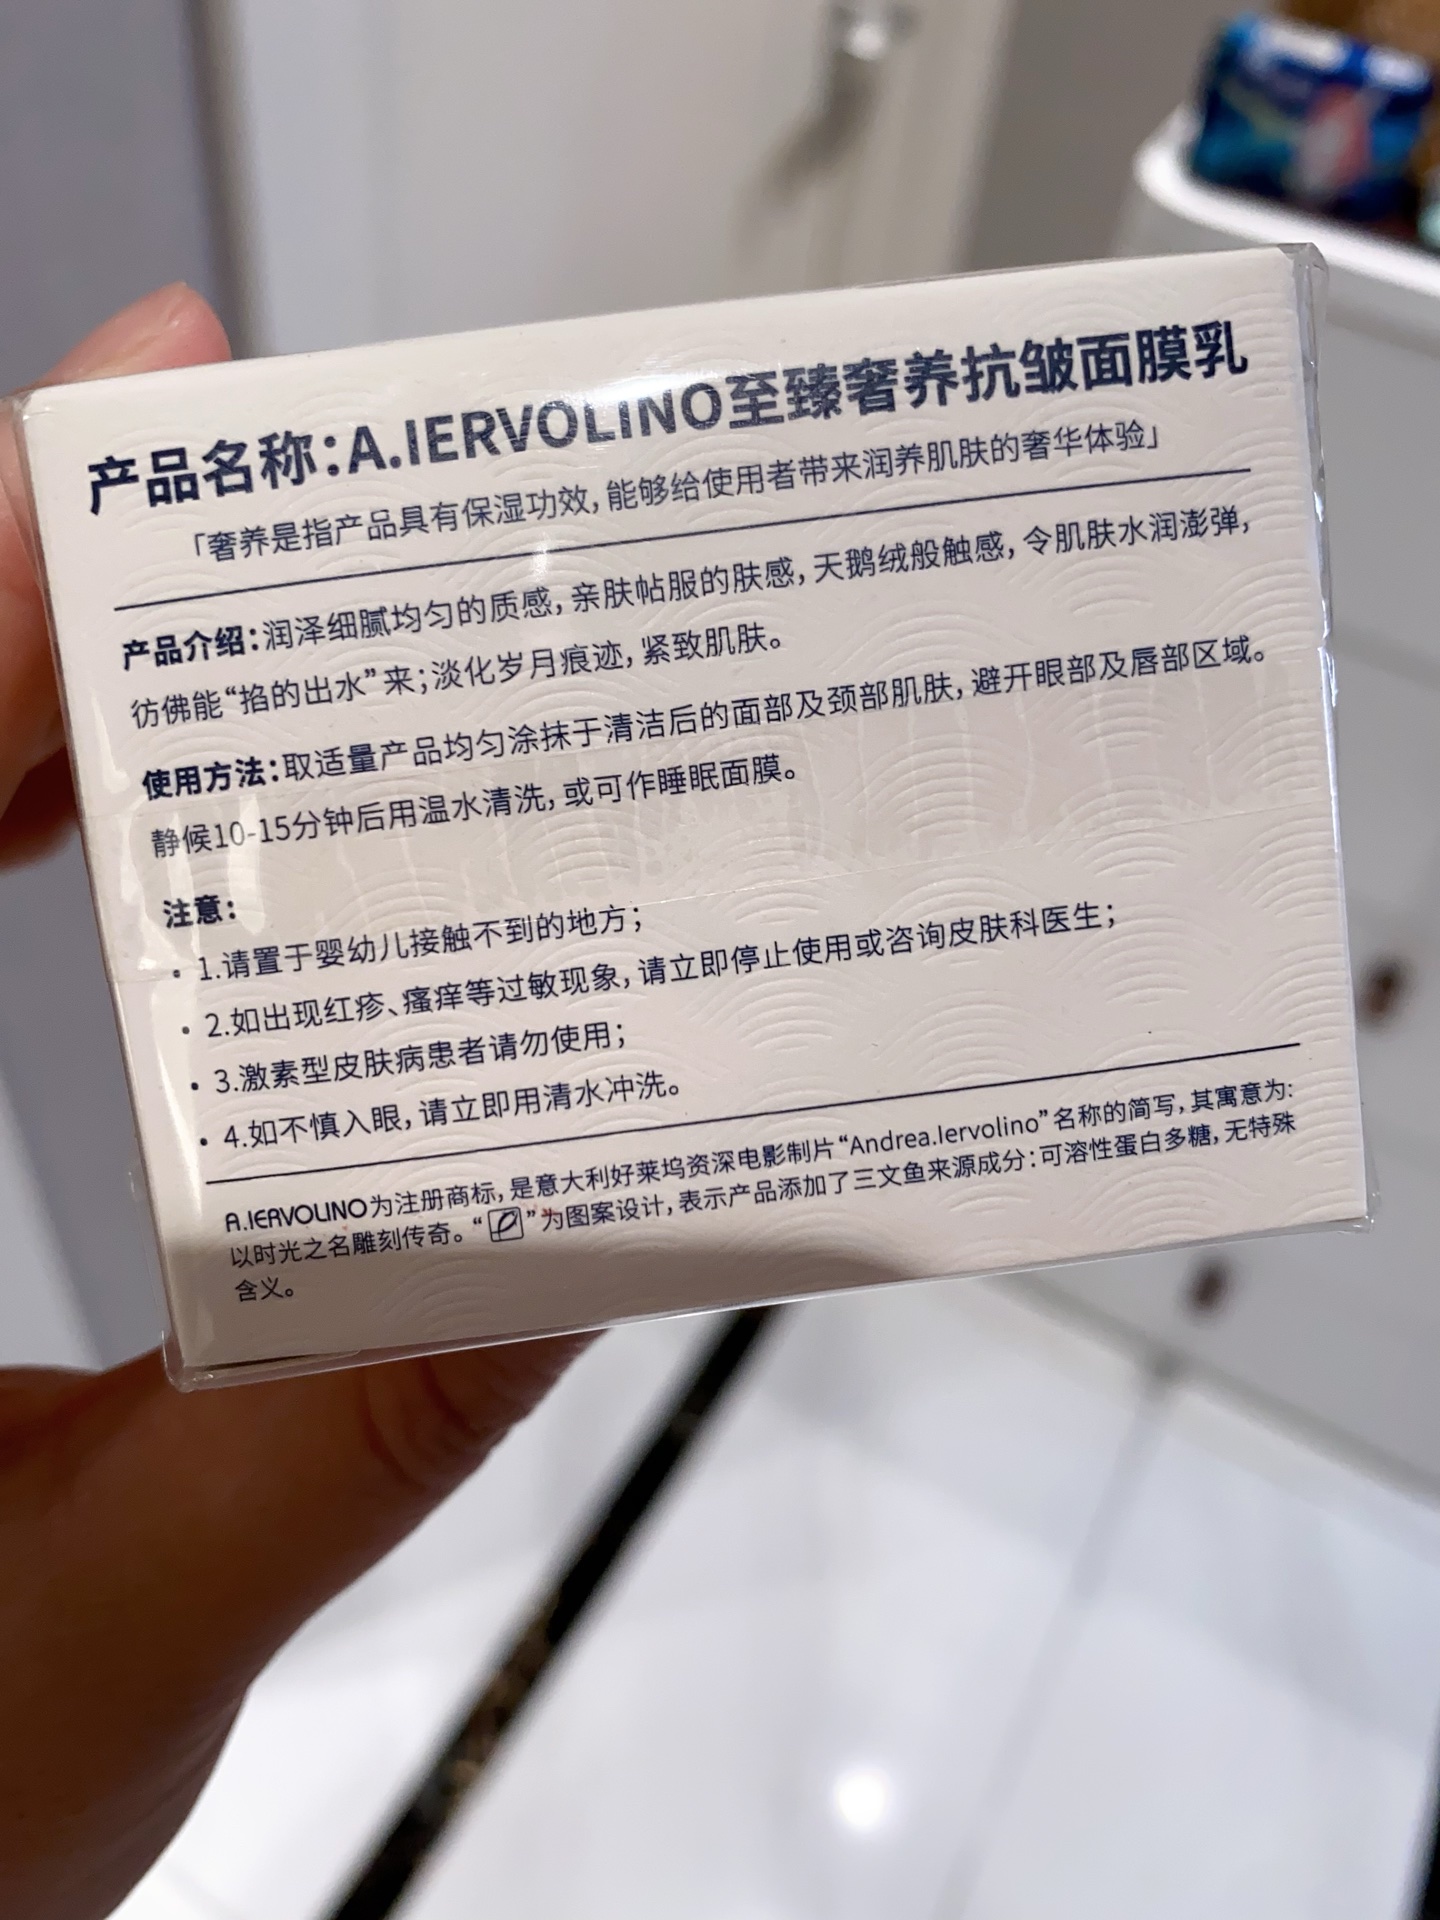 产品名称：A.IERVOLINO至臻奢养抗皱面膜乳
「奢养是指产品具有保湿功效，能够给使用者带来润养肌肤的奢华体验」
产品介绍：润泽细腻均匀的质感，亲肤帖服的肤感，天鹅绒般触感，令肌肤水润澎弹，
彷佛能“掐的出水”来；淡化岁月痕迹，紧致肌肤。
使用方法：取适量产品均匀涂抹于清洁后的面部及颈部肌肤，避开眼部及唇部区域。
静候10-15分钟后用温水清洗，或可作睡眠面膜。
注意：
• 1.请置于婴幼儿接触不到的地方；
• 2.如出现红疹、瘙痒等过敏现象，请立即停止使用或咨询皮肤科医生；
• 3.激素型皮肤病患者请勿使用；
• 4.如不慎入眼，请立即用清水冲洗。
A.IERVOLINO为注册商标，是意大利好莱坞资深电影制片“Andrea.Iervolino”名称的简写，其寓意为：
以时光之名雕刻传奇。“ ”为图案设计，表示产品添加了三文鱼来源成分：可溶性蛋白多糖，无特殊
含义。